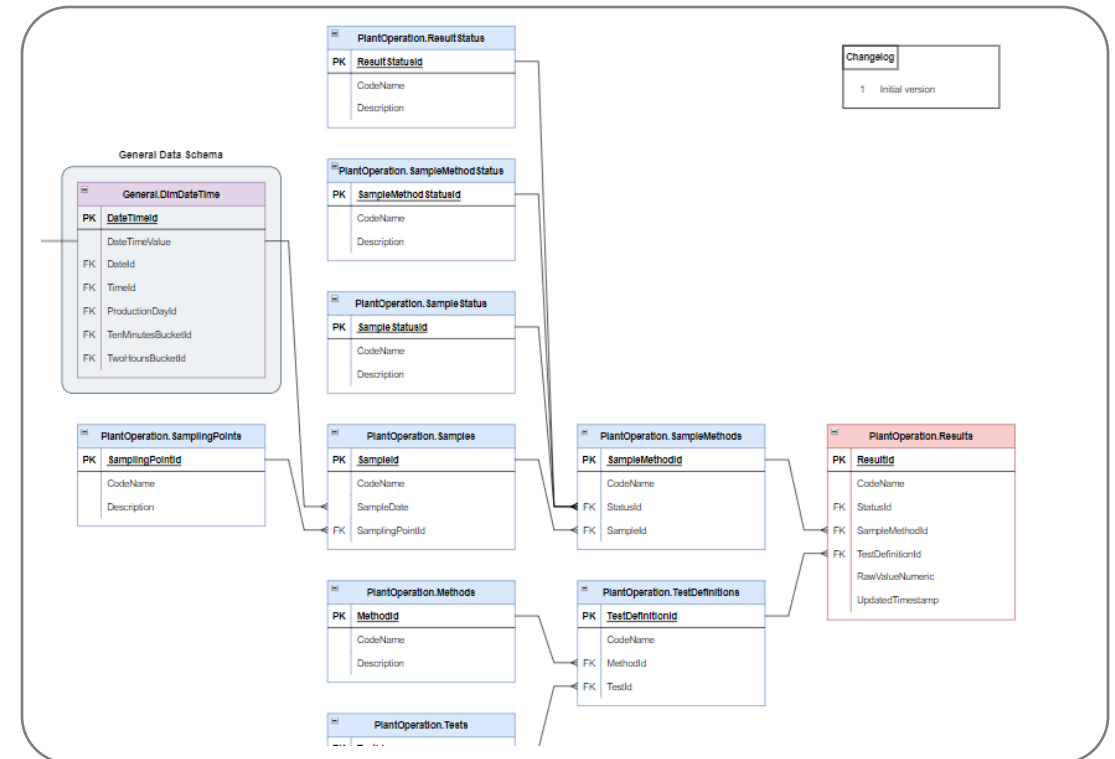 PlantOperation.ResultStatus
PK ResultStatusId
CodeName
Description
Changelog
1 Initial version
General Data Schema
General.DimDateTime
PK DateTimeId
DateTimeValue
FK DateId
FK TimeId
FK ProductionDayId
FK TenMinutesBucketId
FK TwoHoursBucketId
PlantOperation.SampleMethodStatus
PK SampleMethodStatusId
CodeName
Description
PlantOperation.SampleStatus
PK SampleStatusId
CodeName
Description
PlantOperation.SamplingPoints
PK SamplingPointId
CodeName
Description
PlantOperation.Samples
PK SampleId
CodeName
SampleDate
FK SamplingPointId
PlantOperation.SampleMethods
PK SampleMethodId
CodeName
FK StatusId
FK SampleId
PlantOperation.Results
PK ResultId
CodeName
FK StatusId
FK SampleMethodId
FK TestDefinitionId
RawValueNumeric
UpdatedTimestamp
PlantOperation.Methods
PK MethodId
CodeName
Description
PlantOperation.TestDefinitions
PK TestDefinitionId
CodeName
FK MethodId
FK TestId
PlantOperation.Tests